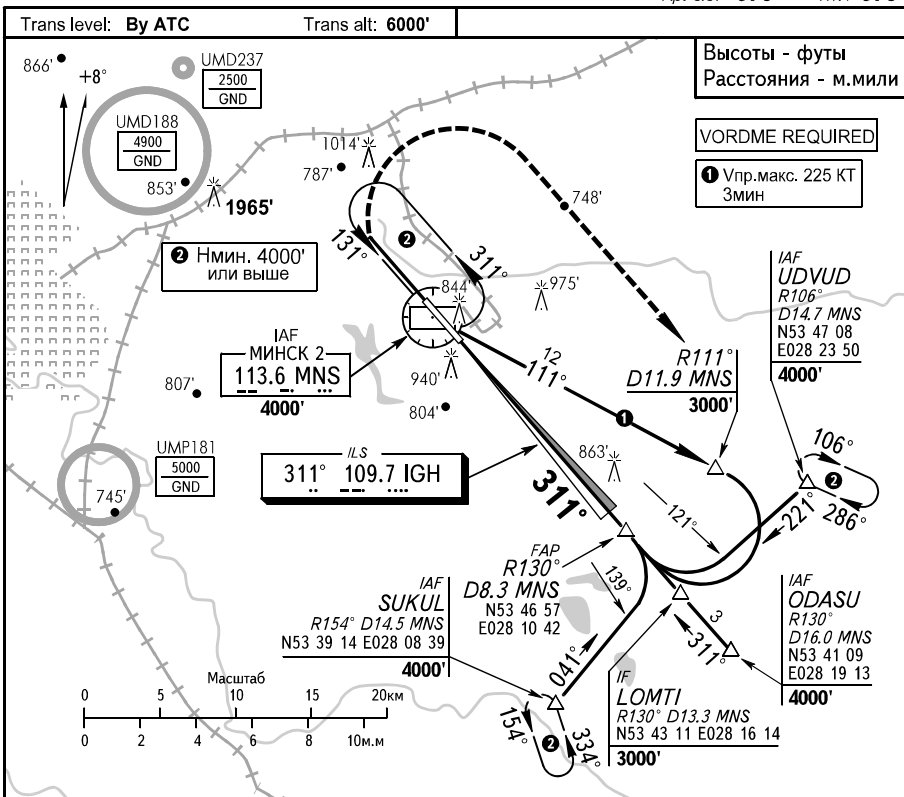 Trans level: By ATC Trans alt: 6000'
Высоты - футы
Расстояния - м.мили
VORDME REQUIRED
❶ Vпр.макс. 225 КТ
3мин
866'
+8°
UMD237
2500
GND
UMD188
4900
GND
853'
1965'
1014'
787'
748'
❷ Hмин. 4000'
или выше
131°
❷
311°
844'
975'
IAF
UDVUD
R106°
D14.7 MNS
N53 47 08
E028 23 50
4000'
IAF
МИНСК 2
113.6 MNS
4000'
940'
12
111°
R111°
D11.9 MNS
3000'
807'
804'
❶
UMP181
5000
GND
745'
ILS
311° 109.7 IGH
863'
311°
106°
❷
286°
221°
121°
FAP
R130°
D8.3 MNS
N53 46 57
E028 10 42
139°
IAF
SUKUL
R154° D14.5 MNS
N53 39 14 E028 08 39
4000'
IAF
ODASU
R130°
D16.0 MNS
N53 41 09
E028 19 13
4000'
3
311°
041°
IF
LOMTI
R130° D13.3 MNS
N53 43 11 E028 16 14
3000'
154°
❷
334°
Масштаб
0 5 10 15 20км
0 2 4 6 8 10м.м